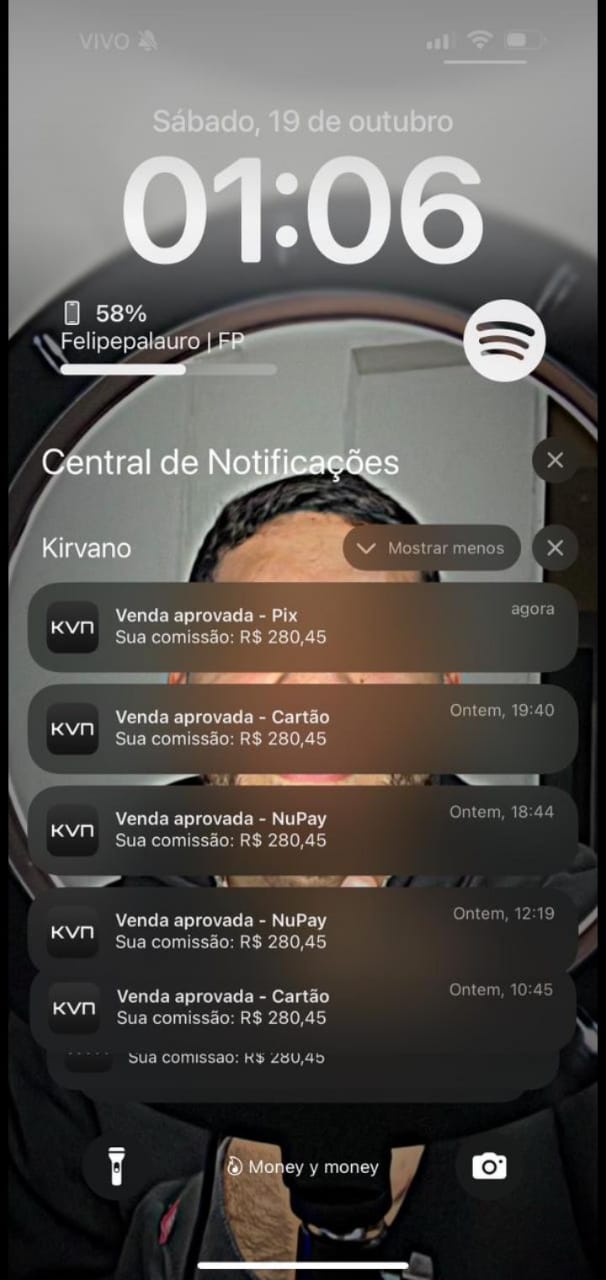 VIVO
Sábado, 19 de outubro
01:06
58%
Felipepalauro | FP
Central de Notificações
Kirvano
Mostrar menos
KVN
Venda aprovada - Pix
agora
Sua comissão: R$ 280,45
KVN
Venda aprovada - Cartão
Ontem, 19:40
Sua comissão: R$ 280,45
KVN
Venda aprovada - NuPay
Ontem, 18:44
Sua comissão: R$ 280,45
KVN
Venda aprovada - NuPay
Ontem, 12:19
Sua comissão: R$ 280,45
KVN
Venda aprovada - Cartão
Ontem, 10:45
Sua comissão: R$ 280,45
Sua comissão: R$ 280,45
Money y money